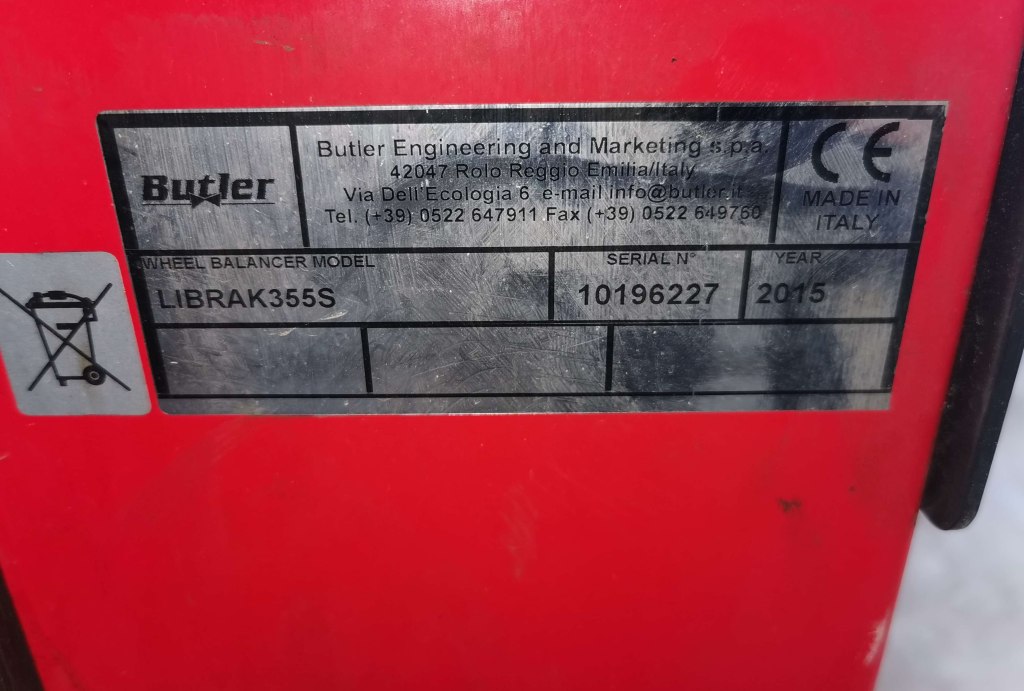 Butler
Butler Engineering and Marketing s.p.a.
42047 Rolo Reggio Emilia/Italy
Via Dell'Ecologia 6 e-mail info@butler.it
Tel. (+39) 0522 647911 Fax (+39) 0522 649760
CE
MADE IN
ITALY
WHEEL BALANCER MODEL
LIBRAK355S
SERIAL N°
10196227
YEAR
2015